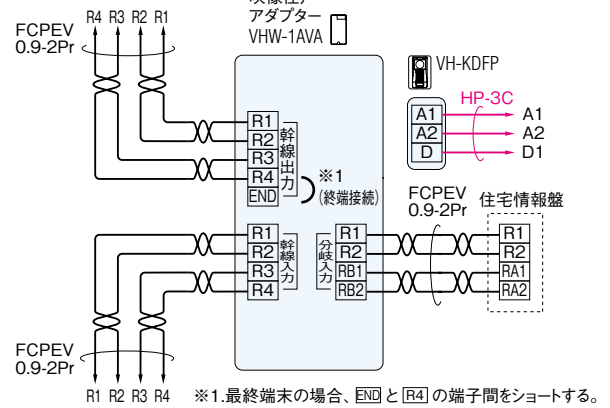 アダプター
VHW-1AVA
R4 R3 R2 R1
FCPEV
0.9-2Pr
VH-KDFP
HP-3C
A1 A1
A2 A2
D D1
R1
R2
R3
R4
END
幹線出力
※1
(終端接続)
FCPEV
0.9-2Pr
住宅情報盤
R1
R2
R3
R4
幹線入力
分岐入力
R1
R2
RB1
RB2
R1
R2
RA1
RA2
FCPEV
0.9-2Pr
R1 R2 R3 R4
※1.最終端末の場合、ENDとR4の端子間をショートする。